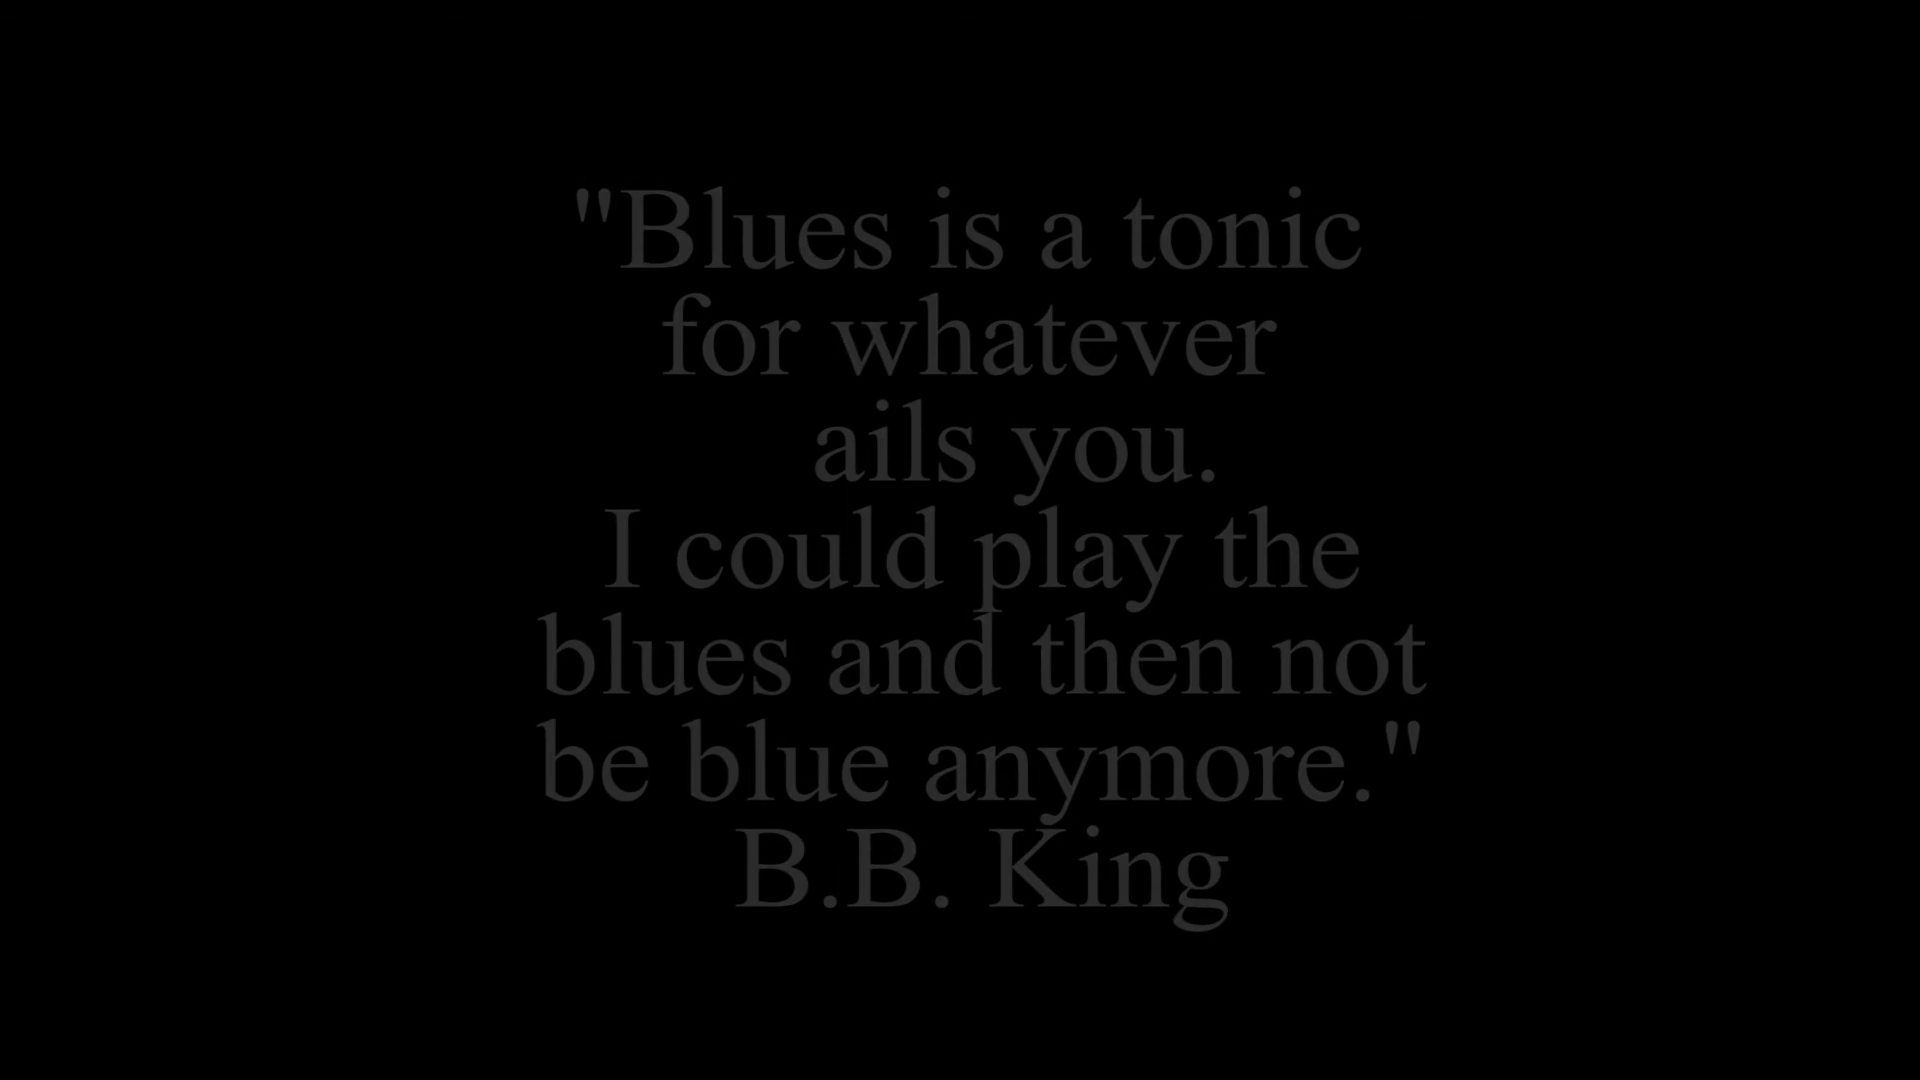 "Blues is a tonic
for whatever
ails you.
I could play the
blues and then not
be blue anymore."
B.B. King